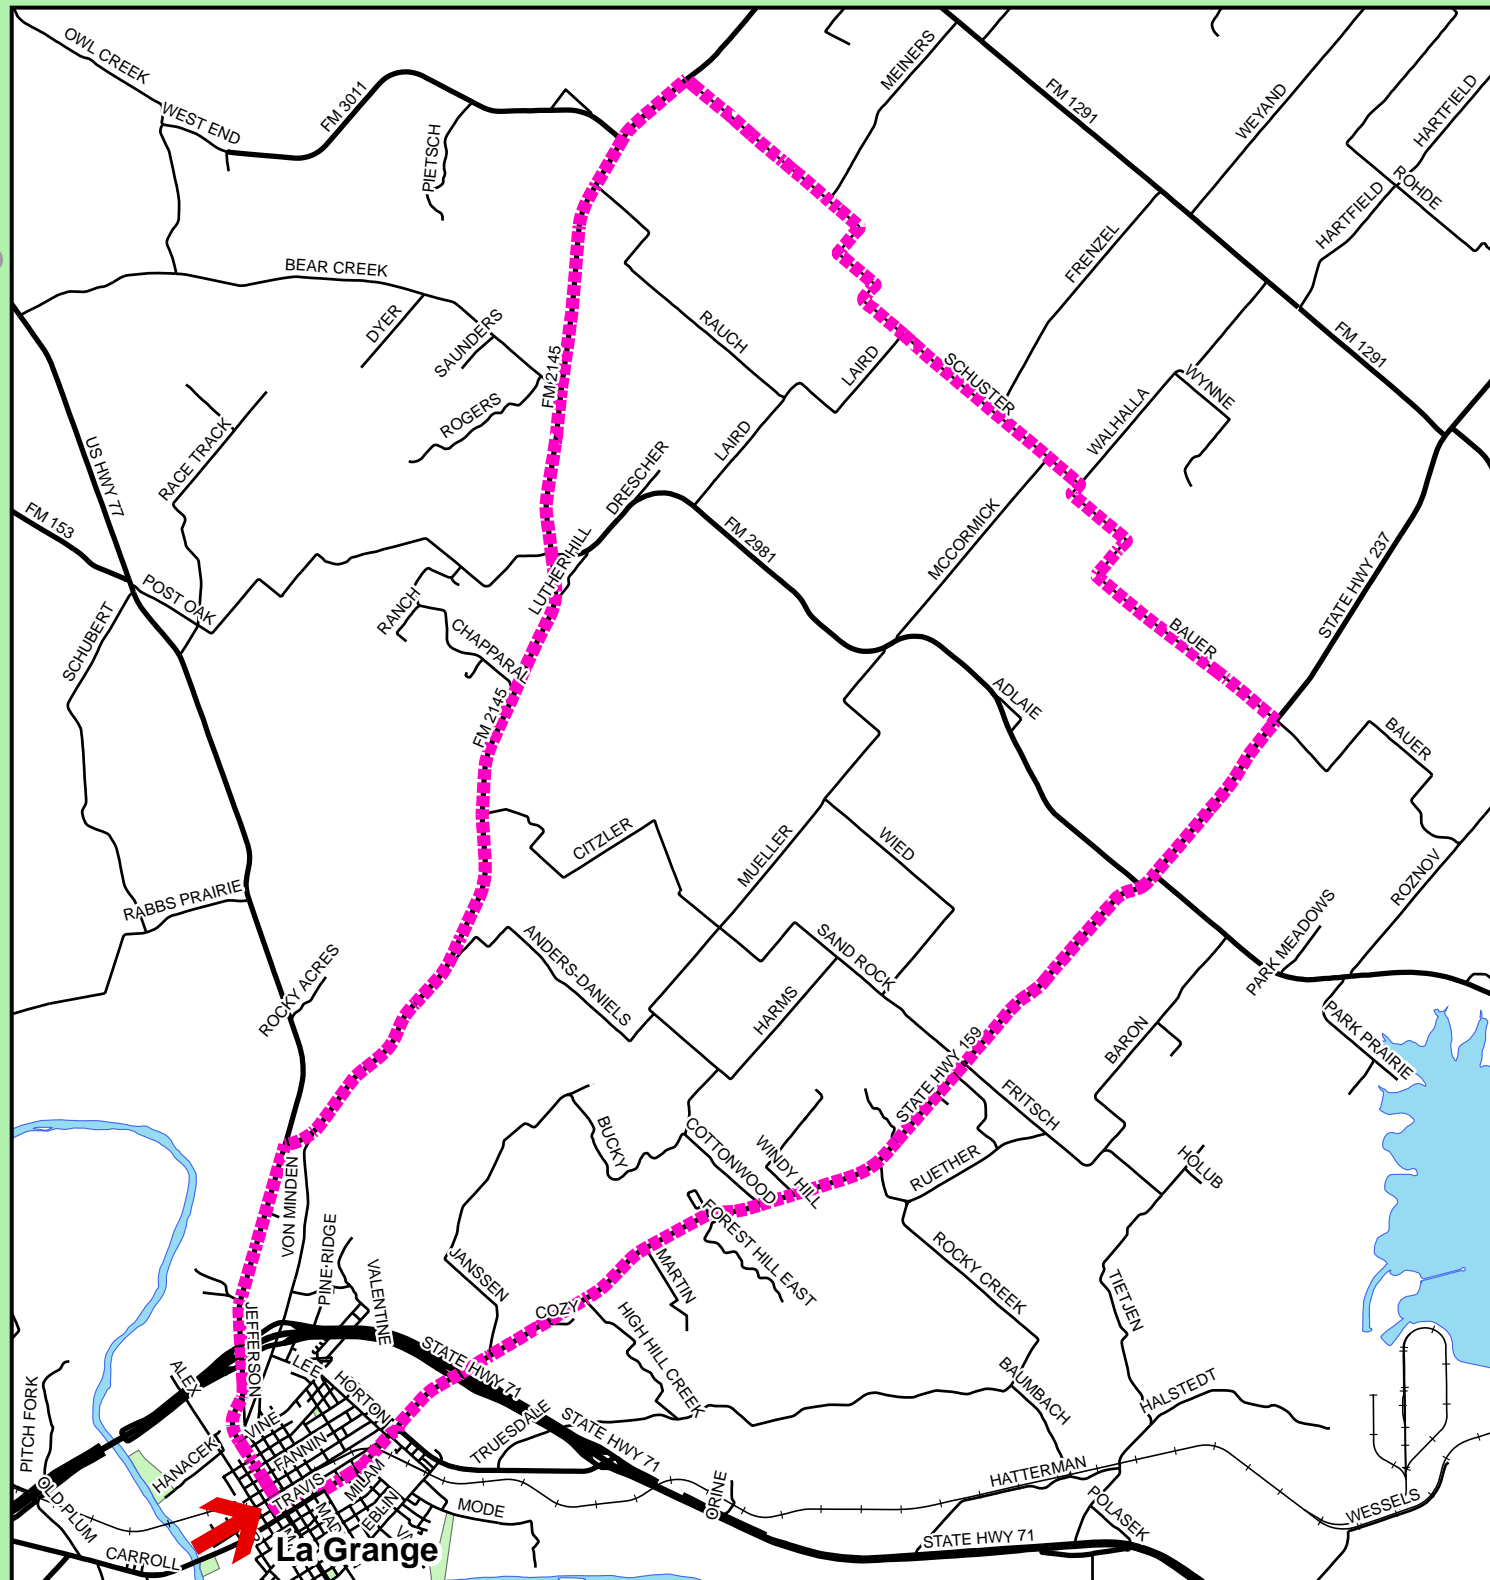 OWL CREEK
MEINERS
FM 1291
WEYAND
HARTFIELD
FM 3011
WEST END
PIETSCH
ROHDE
HARTFIELD
FRENZEL
BEAR CREEK
DYER
SAUNDERS
RAUCH
LAIRD
SCHUSTER
FM 1291
WYNNE
FM 2145
ROGERS
LAIRD
WALHALLA
RACE TRACK
US HWY 77
DRESCHER
FM 153
FM 2981
MCCORMICK
STATE HWY 237
LUTHER HILL
POST OAK
SCHUBERT
RANCH
CHAPPARAL
BAUER
FM 2145
ADLAIE
BAUER
CITZLER
MUELLER
WIED
RABBS PRAIRIE
ROZNOV
ANDERS-DANIELS
SAND ROCK
PARK MEADOWS
ROCKY ACRES
HARMS
PARK PRAIRIE
BARON
STATE HWY 159
FRITSCH
BUCKY
COTTONWOOD
WINDY HILL
RUETHER
HOLUB
VON MINDEN
FOREST HILL EAST
PINE-RIDGE
VALENTINE
JANSSEN
MARTIN
ROCKY CREEK
TIETJEN
COZY
HIGH HILL CREEK
JEFFERSON
STATE HWY 71
LEE
HORTON
ALEX
BAUMBACH
HALSTEDT
PITCH FORK
VINE
TRUESDALE
STATE HWY 71
HANACEK
FANNIN
HATTERMAN
OLD-PLUM
TRAVIS
MILAM
MODE
ORINE
POLASEK
WESSELS
EBLIN
CARROLL
STATE HWY 71
La Grange